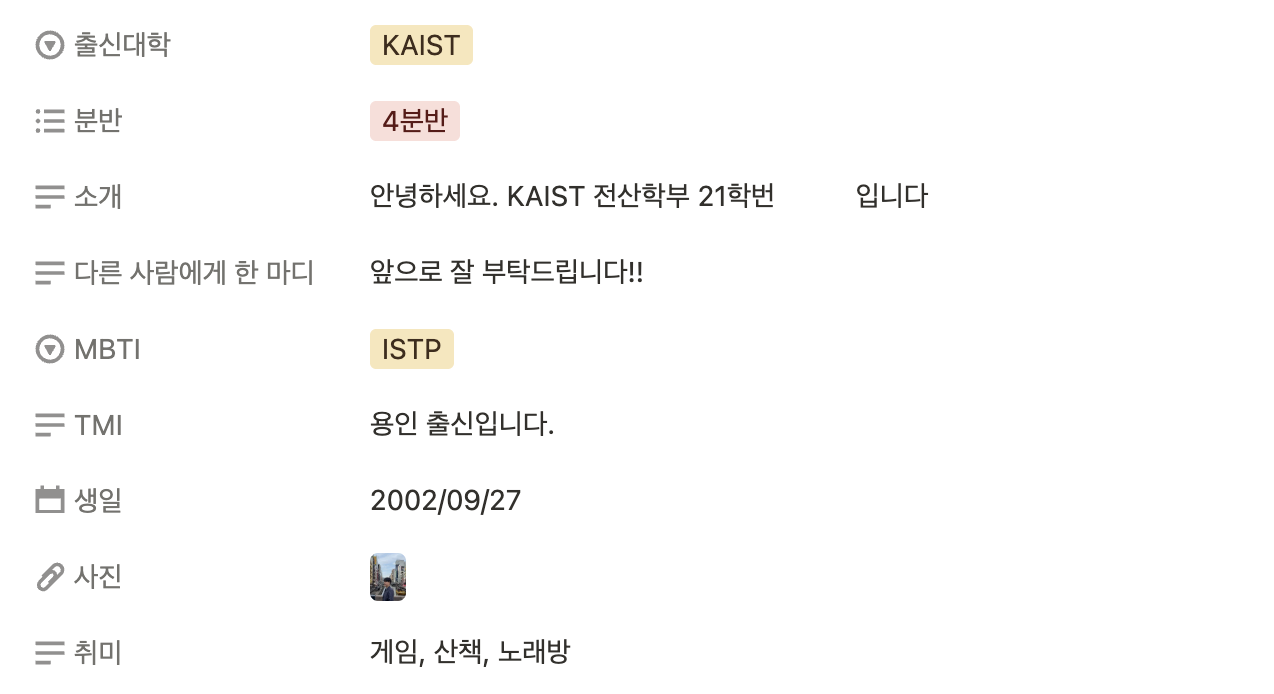 출신대학 KAIST
분반 4분반
소개 안녕하세요. KAIST 전산학부 21학번 입니다
다른 사람에게 한 마디 앞으로 잘 부탁드립니다!!
MBTI ISTP
TMI 용인 출신입니다.
생일 2002/09/27
사진
취미 게임, 산책, 노래방